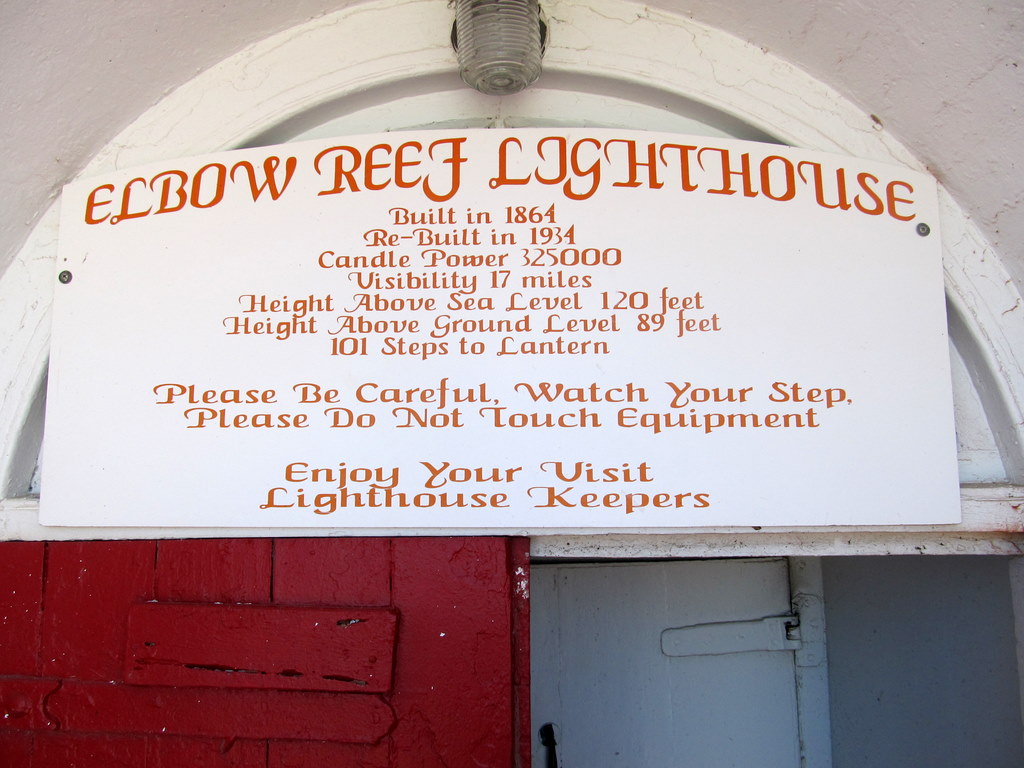 ELBOW REEF LIGHTHOUSE
Built in 1864
Re-Built in 1934
Candle Power 325000
Visibility 17 miles
Height Above Sea Level 120 feet
Height Above Ground Level 89 feet
101 Steps to Lantern
Please Be Careful, Watch Your Step,
Please Do Not Touch Equipment
Enjoy Your Visit
Lighthouse Keepers